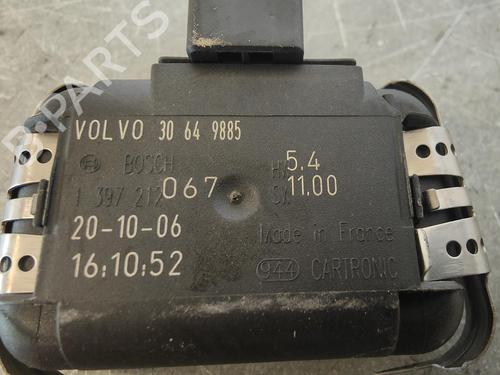 B-PARTS
VOLVO 30 64 9885
BOSCH HW 5.4
1 397 212 067 SW 11.00
20-10-06 Made in France
16:10:52 944 CARTRONIC